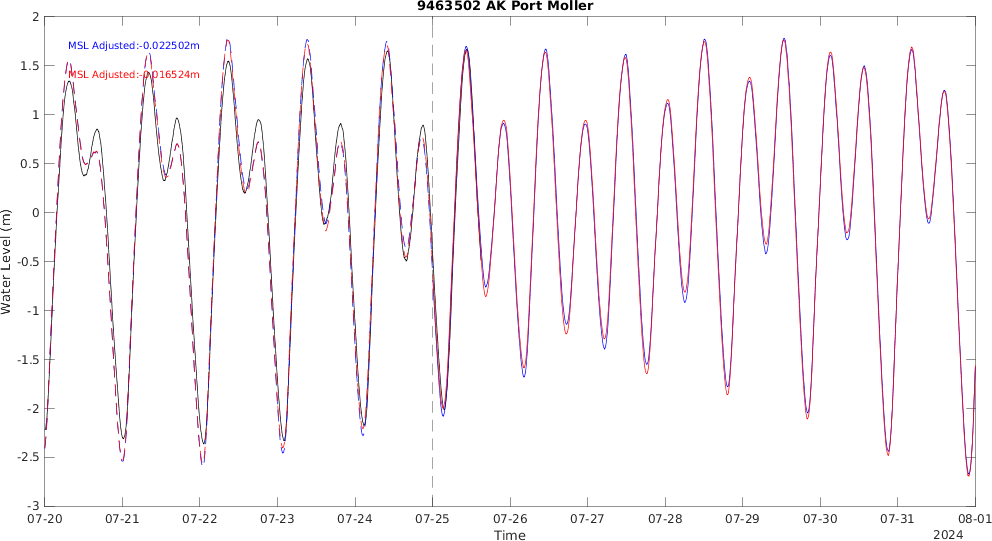 9463502 AK Port Moller
MSL Adjusted:-0.022502m
MSL Adjusted:-0.016524m
Water Level (m)
2
1.5
1
0.5
0
-0.5
-1
-1.5
-2
-2.5
-3
07-20 07-21 07-22 07-23 07-24 07-25 07-26 07-27 07-28 07-29 07-30 07-31 08-01
Time
2024